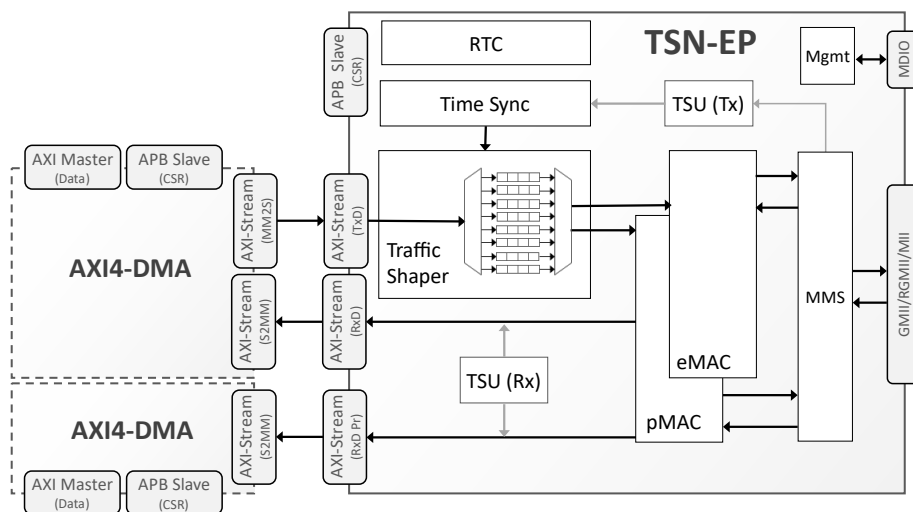 RTC
TSN-EP
Mgmt
MDIO
APB Slave
(CSR)
Time Sync
TSU (Tx)
AXI Master
(Data)
APB Slave
(CSR)
AXI-Stream
(MM2S)
AXI-Stream
(TxD)
Traffic
Shaper
AXI4-DMA
AXI-Stream
(S2MM)
AXI-Stream
(RxD)
MMS
GMII/RGMII/MII
eMAC
TSU (Rx)
AXI4-DMA
AXI-Stream
(S2MM)
AXI-Stream
(RxD Pr)
pMAC
AXI Master
(Data)
APB Slave
(CSR)